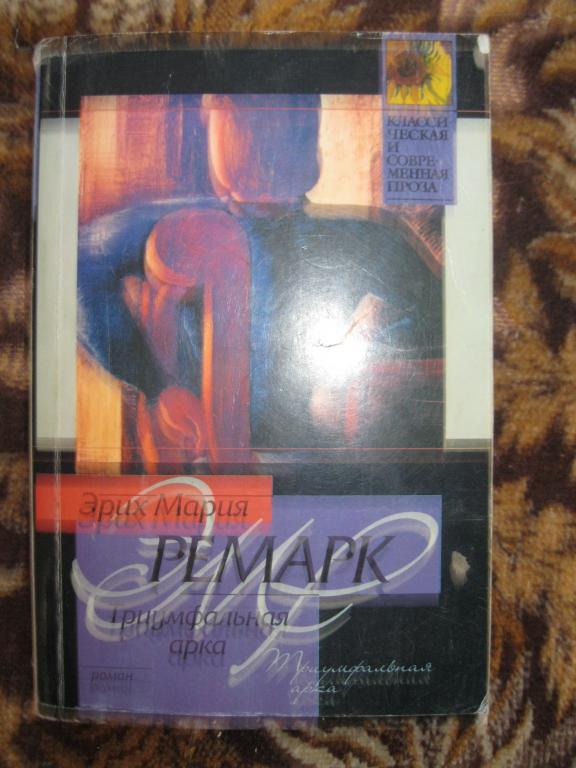 КЛАССИ
ЧЕСКАЯ
И
СОВРЕ-
МЕННАЯ
ПРОЗА
Эрих Мария
РЕМАРК
Триумфальная
арка
роман
Триумфальная
арка